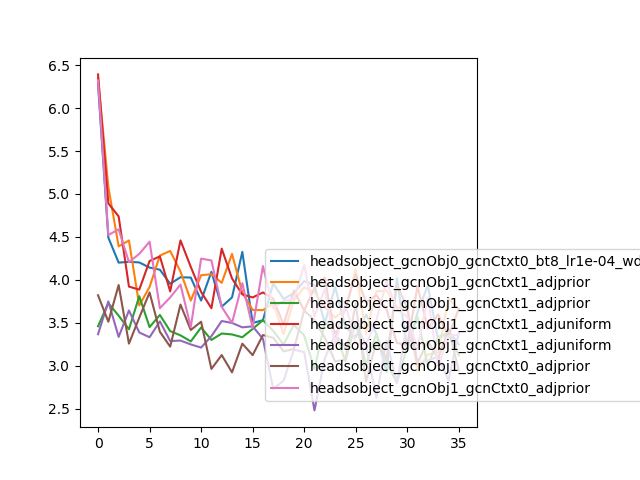 6.5
6.0
5.5
5.0
4.5
4.0
3.5
3.0
2.5
0 5 10 15 20 25 30 35
headsobject_gcnObj0_gcnCtxt0_bt8_lr1e-04_wd
headsobject_gcnObj1_gcnCtxt1_adjprior
headsobject_gcnObj1_gcnCtxt1_adjprior
headsobject_gcnObj1_gcnCtxt1_adjuniform
headsobject_gcnObj1_gcnCtxt1_adjuniform
headsobject_gcnObj1_gcnCtxt0_adjprior
headsobject_gcnObj1_gcnCtxt0_adjprior